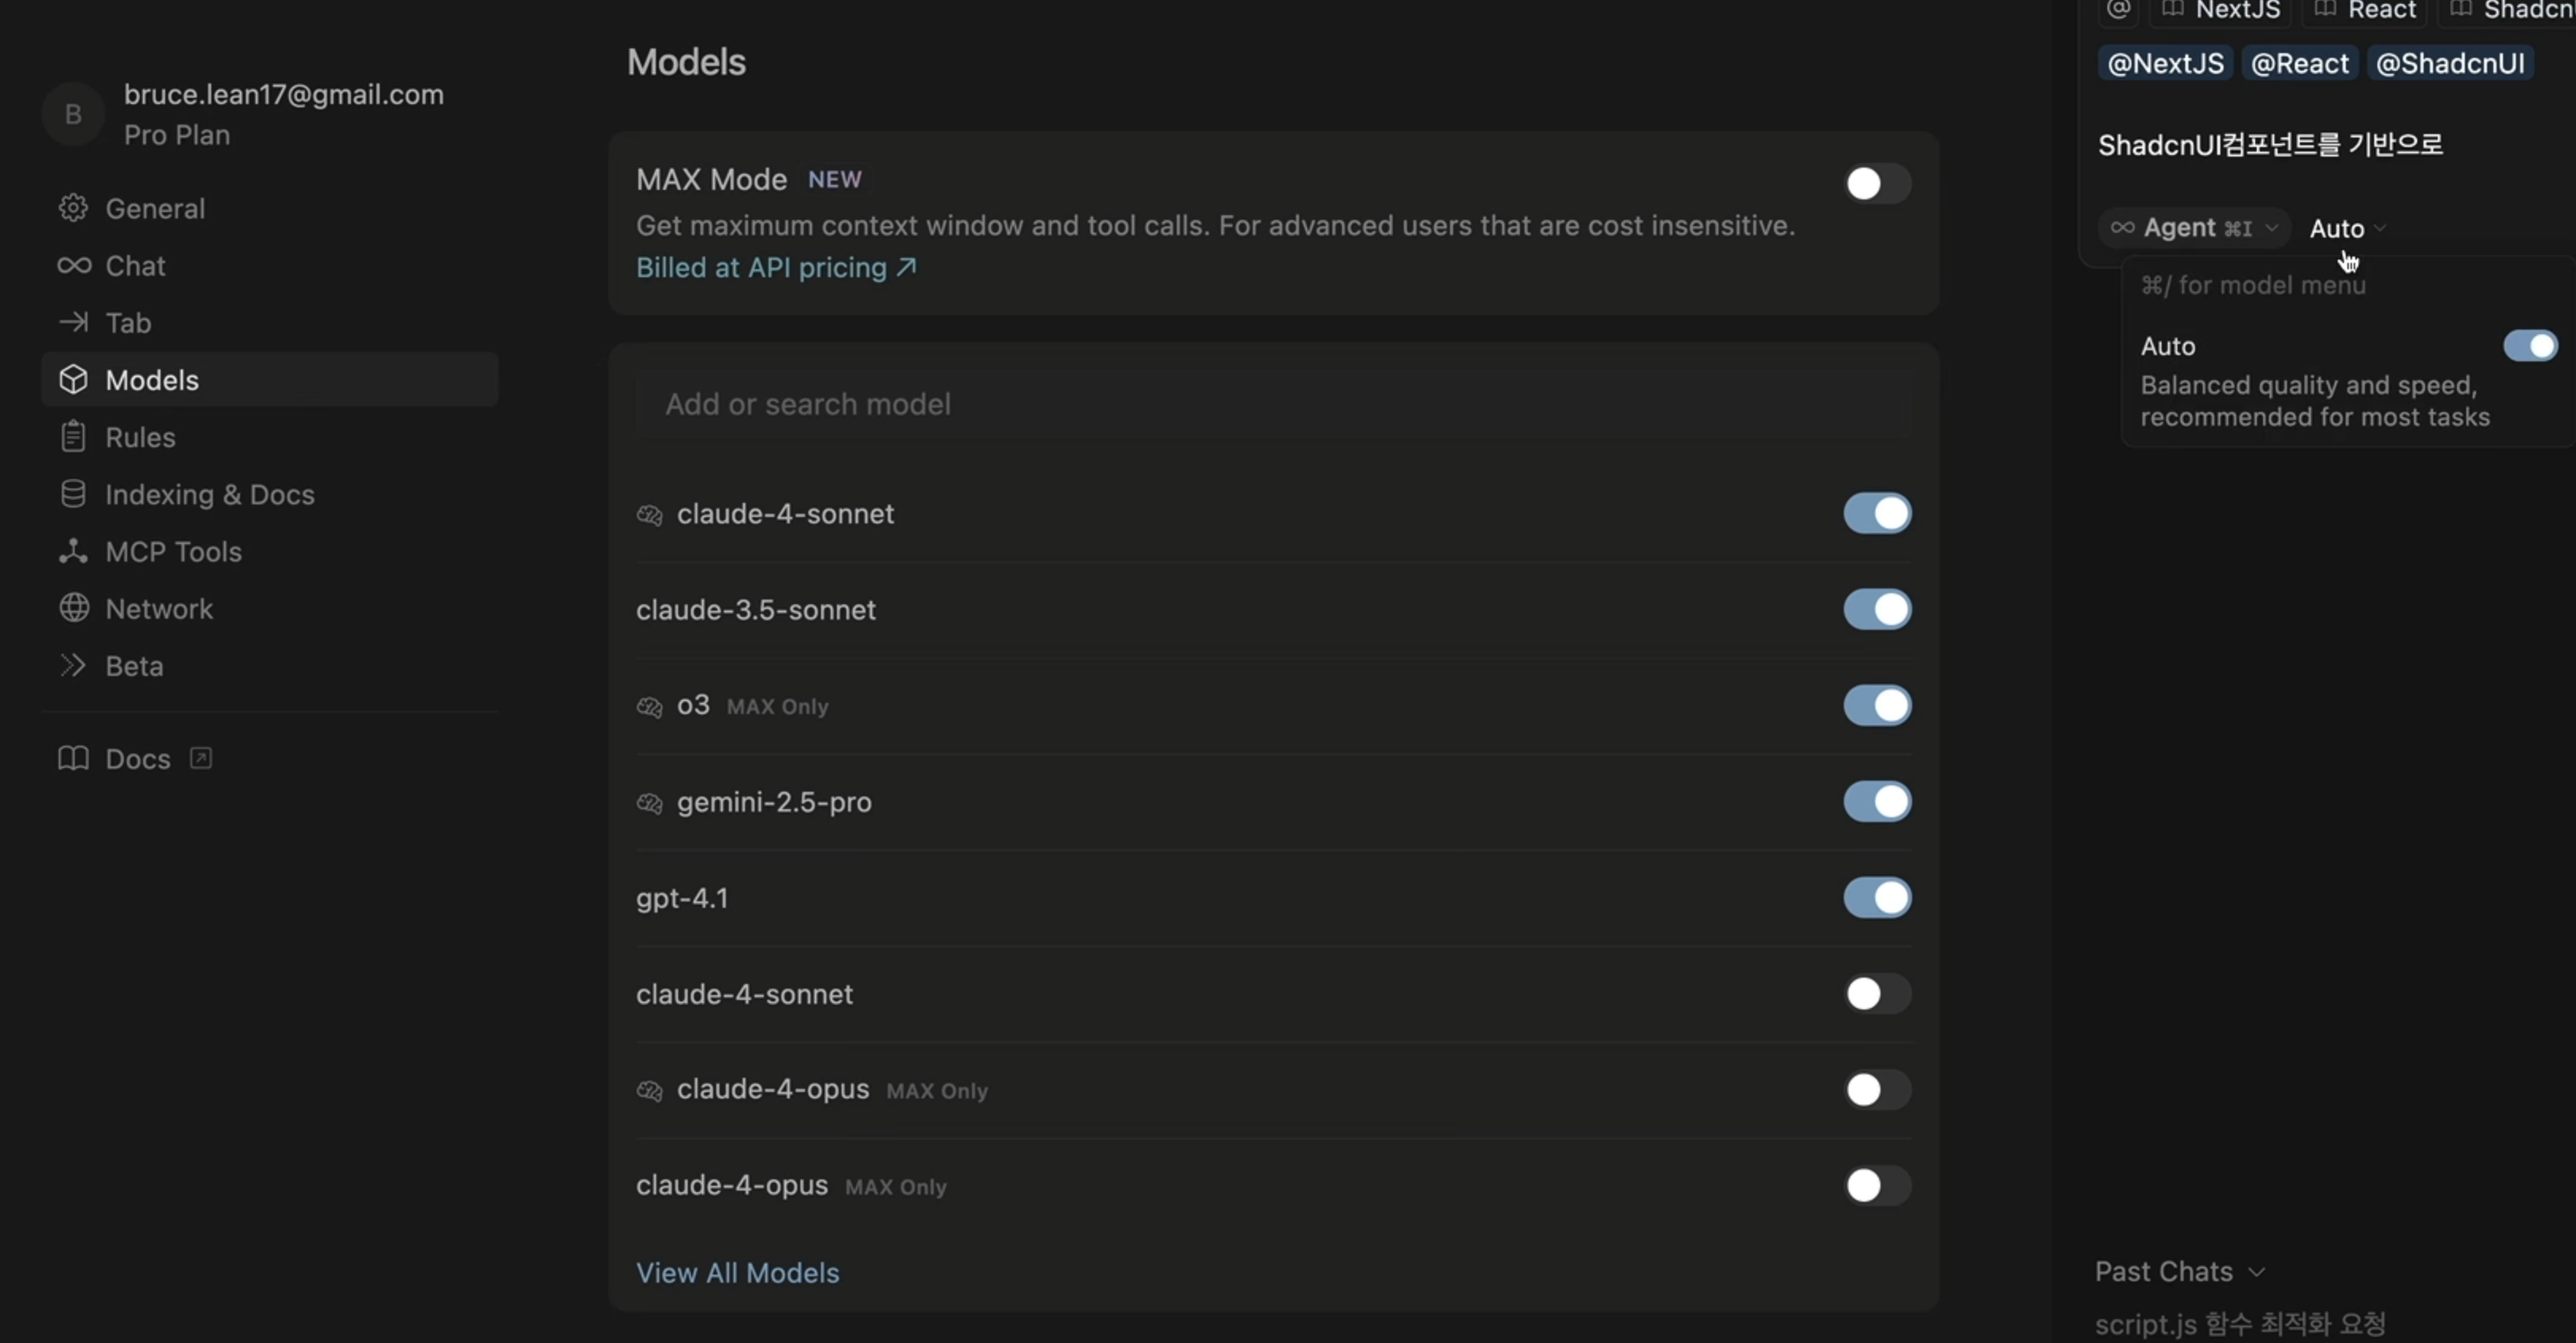 B
bruce.lean17@gmail.com
Pro Plan
General
Chat
Tab
Models
Rules
Indexing & Docs
MCP Tools
Network
Beta
Docs
Models
MAX Mode NEW
Get maximum context window and tool calls. For advanced users that are cost insensitive.
Billed at API pricing
Add or search model
claude-4-sonnet
claude-3.5-sonnet
o3 MAX Only
gemini-2.5-pro
gpt-4.1
claude-4-sonnet
claude-4-opus MAX Only
claude-4-opus MAX Only
View All Models
@ NextJS React Shadcn
@NextJS @React @ShadcnUI
ShadcnUI컴포넌트를 기반으로
Agent ⌘I Auto
⌘/ for model menu
Auto
Balanced quality and speed,
recommended for most tasks
Past Chats
script.js 함수 최적화 요청